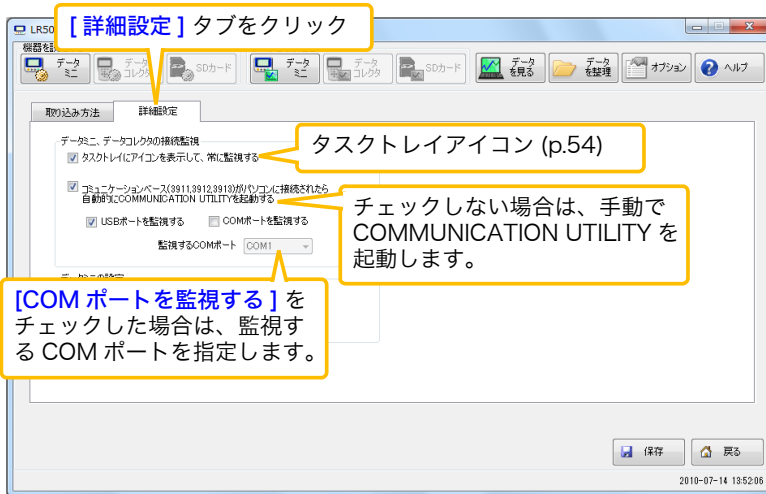 [ 詳細設定 ] タブをクリック
LR50
機器を
データ
ミニ
データ
コレクタ
SDカード
データ
ミニ
データ
コレクタ
SDカード
データ
を見る
データ
を整理
オプション
ヘルプ
取り込み方法
詳細設定
データミニ、データコレクタの接続監視
タスクトレイにアイコンを表示して、常に監視する
タスクトレイアイコン (p.54)
コミュニケーションベース(3911,3912,3913)がパソコンに接続されたら
自動的にCOMMUNICATION UTILITYを起動する
チェックしない場合は、手動で
COMMUNICATION UTILITY を
起動します。
USBポートを監視する
COMポートを監視する
監視するCOMポート
COM1
[COM ポートを監視する ] を
チェックした場合は、監視す
る COM ポートを指定します。
保存
戻る
2010-07-14 13:52:06